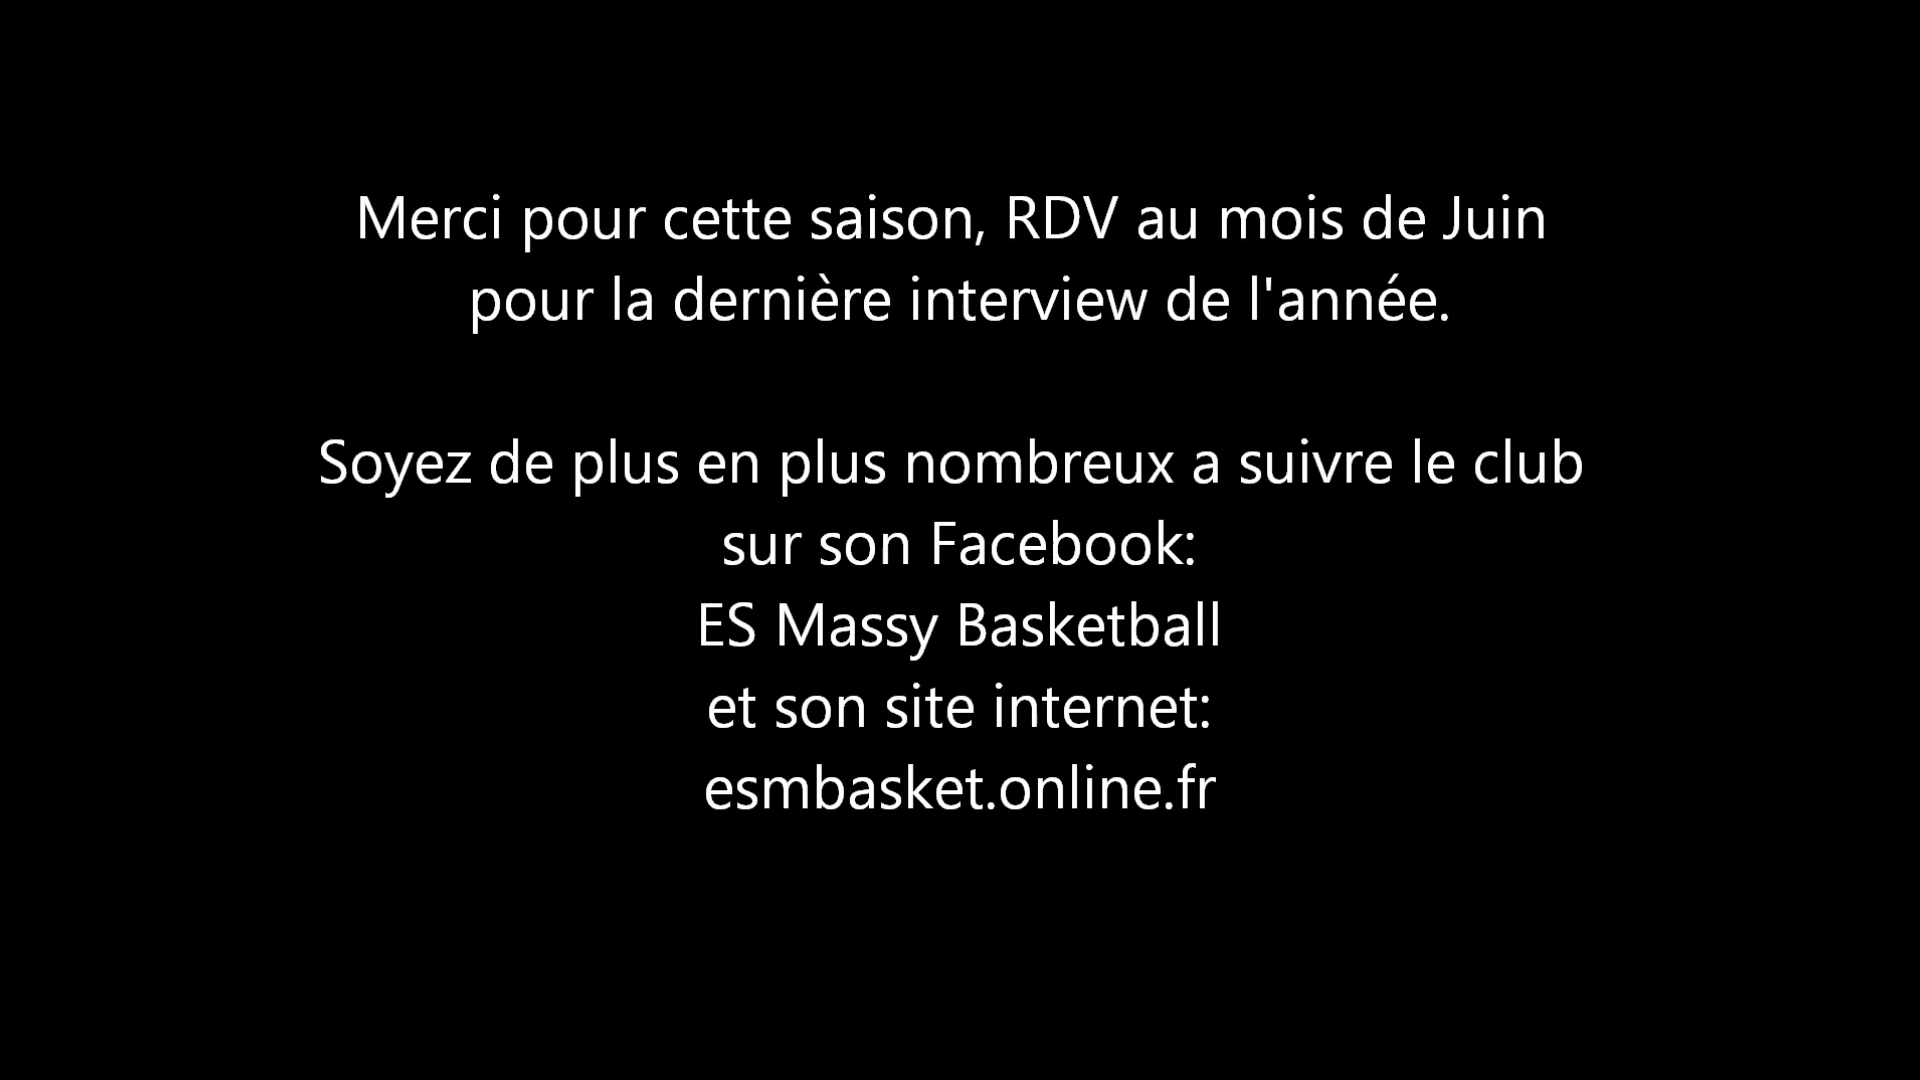 Merci pour cette saison, RDV au mois de Juin
pour la dernière interview de l'année.
Soyez de plus en plus nombreux a suivre le club
sur son Facebook:
ES Massy Basketball
et son site internet:
esmbasket.online.fr